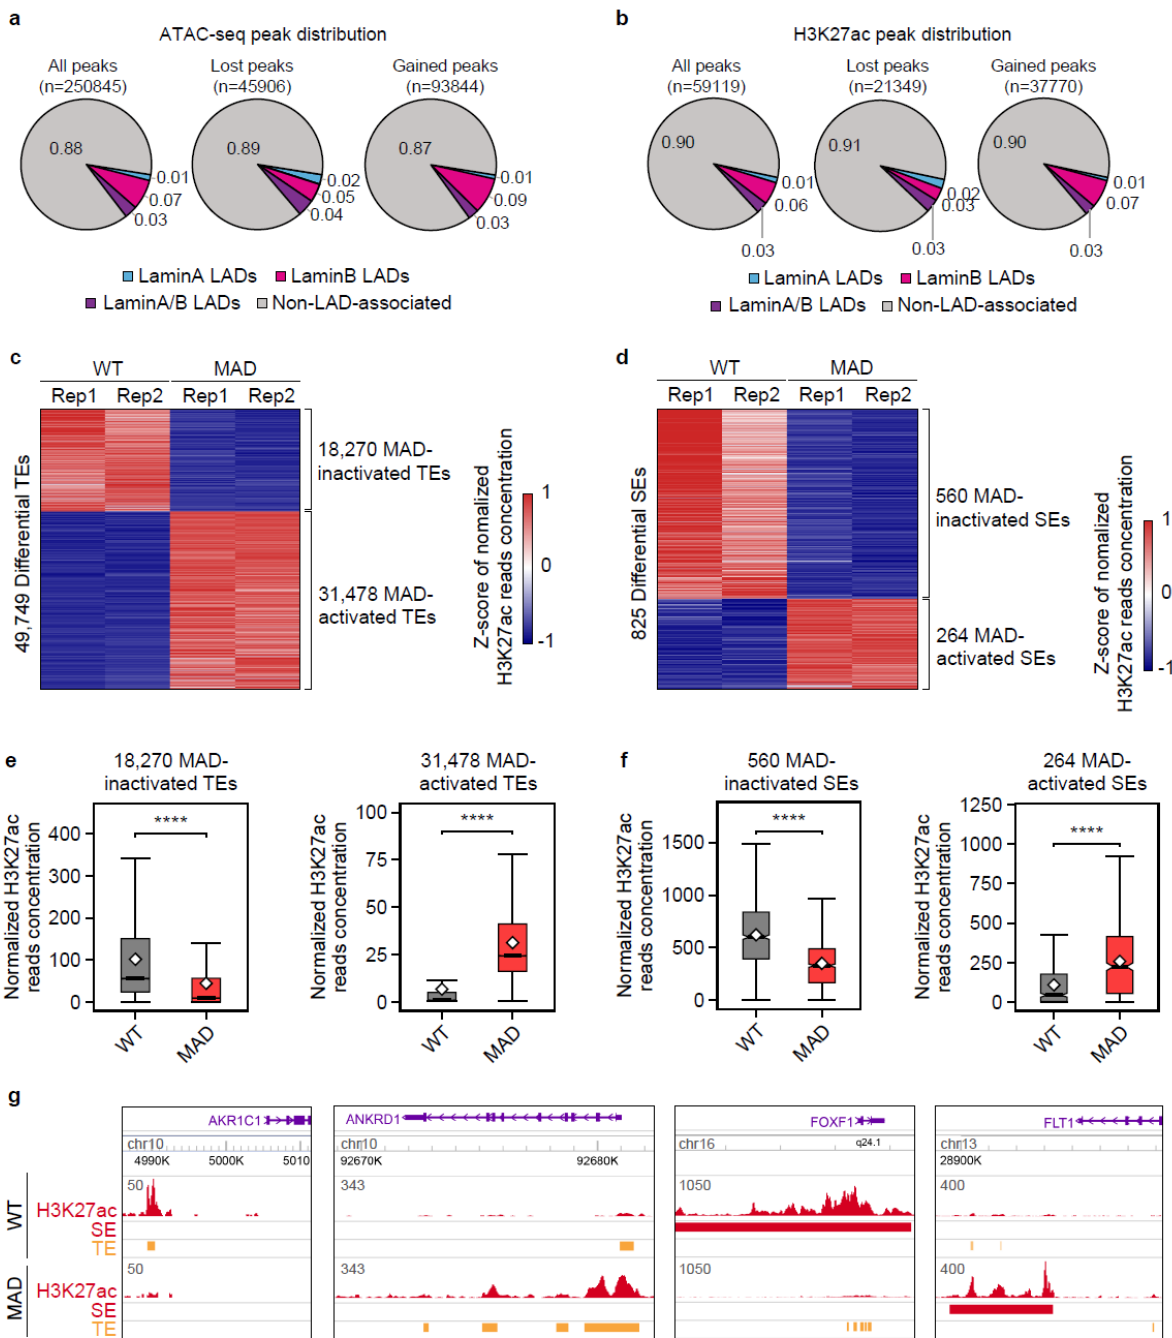 a
ATAC-seq peak distribution
All peaks
(n=250845)
Lost peaks
(n=45906)
Gained peaks
(n=93844)
0.88
0.01
0.07
0.03
0.89
0.02
0.05
0.04
0.87
0.01
0.09
0.03
LaminA LADs
LaminB LADs
LaminA/B LADs
Non-LAD-associated
b
H3K27ac peak distribution
All peaks
(n=59119)
Lost peaks
(n=21349)
Gained peaks
(n=37770)
0.90
0.01
0.06
0.03
0.91
0.02
0.03
0.03
0.90
0.01
0.07
0.03
LaminA LADs
LaminB LADs
LaminA/B LADs
Non-LAD-associated
c
WT
MAD
Rep1
Rep2
Rep1
Rep2
49,749 Differential TEs
18,270 MAD-
inactivated TEs
31,478 MAD-
activated TEs
Z-score of nomalized
H3K27ac reads concentration
1
0
-1
d
WT
MAD
Rep1
Rep2
Rep1
Rep2
825 Differential SEs
560 MAD-
inactivated SEs
264 MAD-
activated SEs
Z-score of nomalized
H3K27ac reads concentration
1
0
-1
e
18,270 MAD-
inactivated TEs
Normalized H3K27ac
reads concentration
400
300
200
100
0
****
WT
MAD
31,478 MAD-
activated TEs
Normalized H3K27ac
reads concentration
100
75
50
25
0
****
WT
MAD
f
560 MAD-
inactivated SEs
Normalized H3K27ac
reads concentration
1500
1000
500
0
****
WT
MAD
264 MAD-
activated SEs
Normalized H3K27ac
reads concentration
1250
1000
750
500
250
0
****
WT
MAD
g
AKR1C1
ANKRD1
FOXF1
FLT1
chr10
4990K
5000K
5010
chr10
92670K
92680K
chr16
q24.1
chr13
28900K
WT
H3K27ac
SE
TE
50
343
1050
400
MAD
H3K27ac
SE
TE
50
343
1050
400